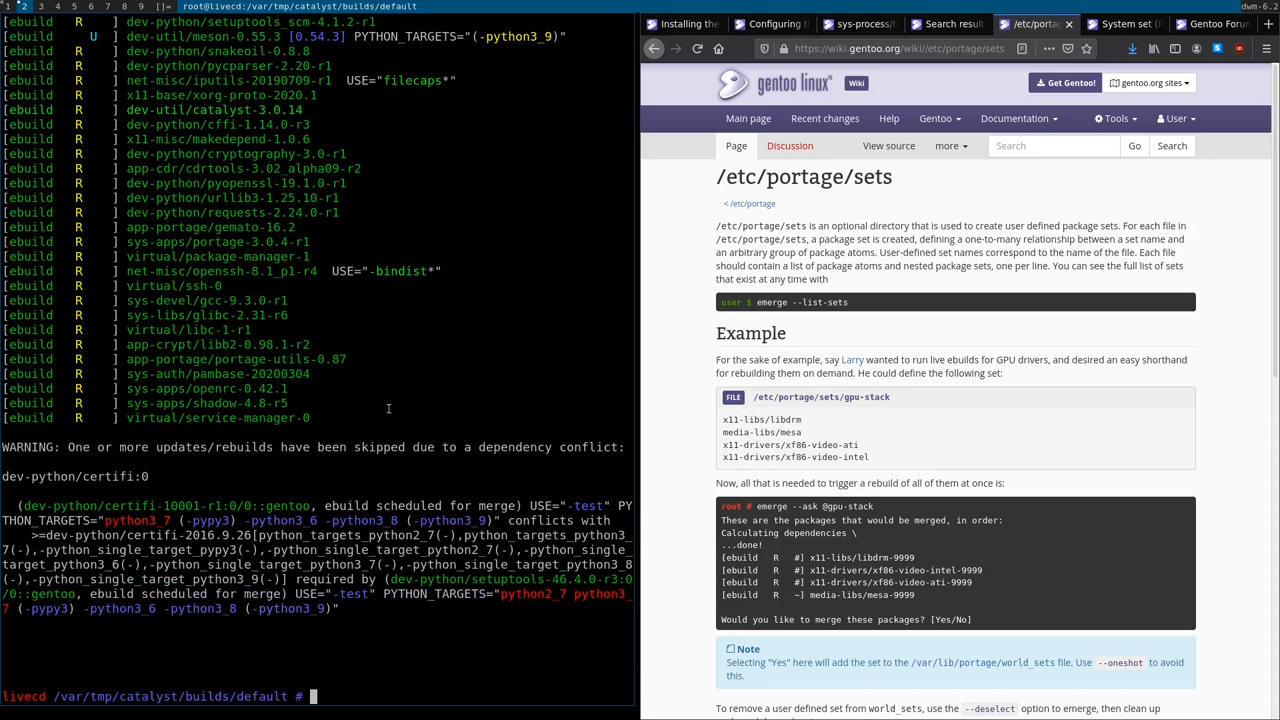 1 2 3 4 5 6 7 8 9 []= root@livecd:/var/tmp/catalyst/builds/default dwm-6.2
[ebuild R ] dev-python/setuptools_scm-4.1.2-r1
[ebuild U ] dev-util/meson-0.55.3 [0.54.3] PYTHON_TARGETS="(-python3_9)"
[ebuild R ] dev-python/snakeoil-0.8.8
[ebuild R ] dev-python/pycparser-2.20-r1
[ebuild R ] net-misc/iputils-20190709-r1 USE="filecaps*"
[ebuild R ] x11-base/xorg-proto-2020.1
[ebuild R ] dev-util/catalyst-3.0.14
[ebuild R ] dev-python/cffi-1.14.0-r3
[ebuild R ] x11-misc/makedepend-1.0.6
[ebuild R ] dev-python/cryptography-3.0-r1
[ebuild R ] app-cdr/cdrtools-3.02_alpha09-r2
[ebuild R ] dev-python/pyopenssl-19.1.0-r1
[ebuild R ] dev-python/urllib3-1.25.10-r1
[ebuild R ] dev-python/requests-2.24.0-r1
[ebuild R ] app-portage/gemato-16.2
[ebuild R ] sys-apps/portage-3.0.4-r1
[ebuild R ] virtual/package-manager-1
[ebuild R ] net-misc/openssh-8.1_p1-r4 USE="-bindist*"
[ebuild R ] virtual/ssh-0
[ebuild R ] sys-devel/gcc-9.3.0-r1
[ebuild R ] sys-libs/glibc-2.31-r6
[ebuild R ] virtual/libc-1-r1
[ebuild R ] app-crypt/libb2-0.98.1-r2
[ebuild R ] app-portage/portage-utils-0.87
[ebuild R ] sys-auth/pambase-20200304
[ebuild R ] sys-apps/openrc-0.42.1
[ebuild R ] sys-apps/shadow-4.8-r5
[ebuild R ] virtual/service-manager-0
WARNING: One or more updates/rebuilds have been skipped due to a dependency conflict:
dev-python/certifi:0
(dev-python/certifi-10001-r1:0/0::gentoo, ebuild scheduled for merge) USE="-test" PY
THON_TARGETS="python3_7 (-pypy3) -python3_6 -python3_8 (-python3_9)" conflicts with
>=dev-python/certifi-2016.9.26[python_targets_python2_7(-),python_targets_python3_
7(-),-python_single_target_pypy3(-),-python_single_target_python2_7(-),-python_single_
target_python3_6(-),-python_single_target_python3_7(-),-python_single_target_python3_8
(-),-python_single_target_python3_9(-)] required by (dev-python/setuptools-46.4.0-r3:0
/0::gentoo, ebuild scheduled for merge) USE="-test" PYTHON_TARGETS="python2_7 python3_
7 (-pypy3) -python3_6 -python3_8 (-python3_9)"
livecd /var/tmp/catalyst/builds/default #
Installing the Configuring t sys-process/h Search result /etc/portag System set (P Gentoo Forun
https://wiki.gentoo.org/wiki//etc/portage/sets
gentoo linux Wiki Get Gentoo! gentoo.org sites
Main page Recent changes Help Gentoo Documentation Tools User
Page Discussion View source more Search Go Search
/etc/portage/sets
< /etc/portage
/etc/portage/sets is an optional directory that is used to create user defined package sets. For each file in
/etc/portage/sets, a package set is created, defining a one-to-many relationship between a set name and
an arbitrary group of package atoms. User-defined set names correspond to the name of the file. Each file
should contain a list of package atoms and nested package sets, one per line. You can see the full list of sets
that exist at any time with
user $ emerge --list-sets
Example
For the sake of example, say Larry wanted to run live ebuilds for GPU drivers, and desired an easy shorthand
for rebuilding them on demand. He could define the following set:
FILE /etc/portage/sets/gpu-stack
x11-libs/libdrm
media-libs/mesa
x11-drivers/xf86-video-ati
x11-drivers/xf86-video-intel
Now, all that is needed to trigger a rebuild of all of them at once is:
root # emerge --ask @gpu-stack
These are the packages that would be merged, in order:
Calculating dependencies \
...done!
[ebuild R #] x11-libs/libdrm-9999
[ebuild R #] x11-drivers/xf86-video-intel-9999
[ebuild R #] x11-drivers/xf86-video-ati-9999
[ebuild R ~] media-libs/mesa-9999
Would you like to merge these packages? [Yes/No]
Note
Selecting "Yes" here will add the set to the /var/lib/portage/world_sets file. Use --oneshot to avoid
this.
To remove a user defined set from world_sets, use the --deselect option to emerge, then clean up